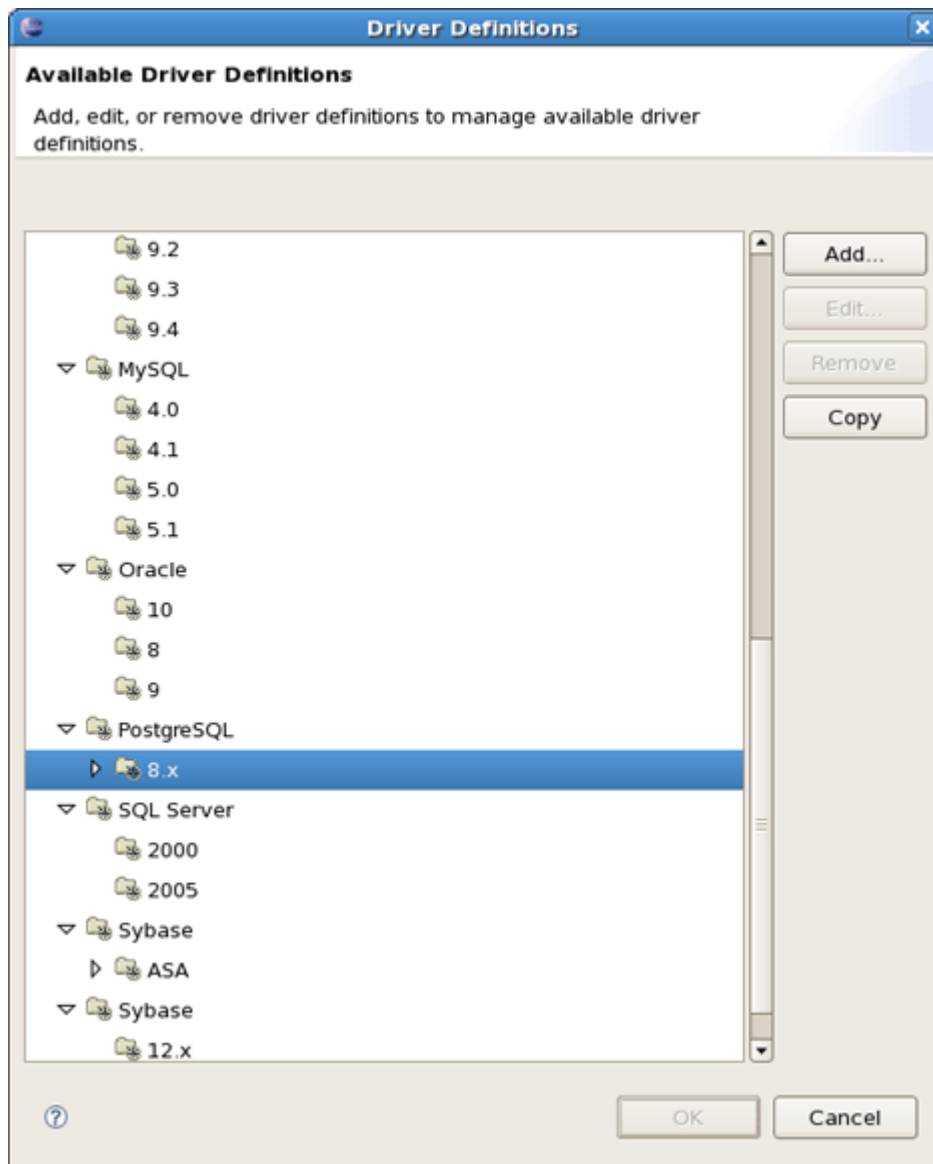 Driver Definitions
Available Driver Definitions
Add, edit, or remove driver definitions to manage available driver
definitions.
9.2
Add...
9.3
Edit...
9.4
MySQL
Remove
4.0
Copy
4.1
5.0
5.1
Oracle
10
8
9
PostgreSQL
8.x
SQL Server
2000
2005
Sybase
ASA
Sybase
12.x
OK
Cancel